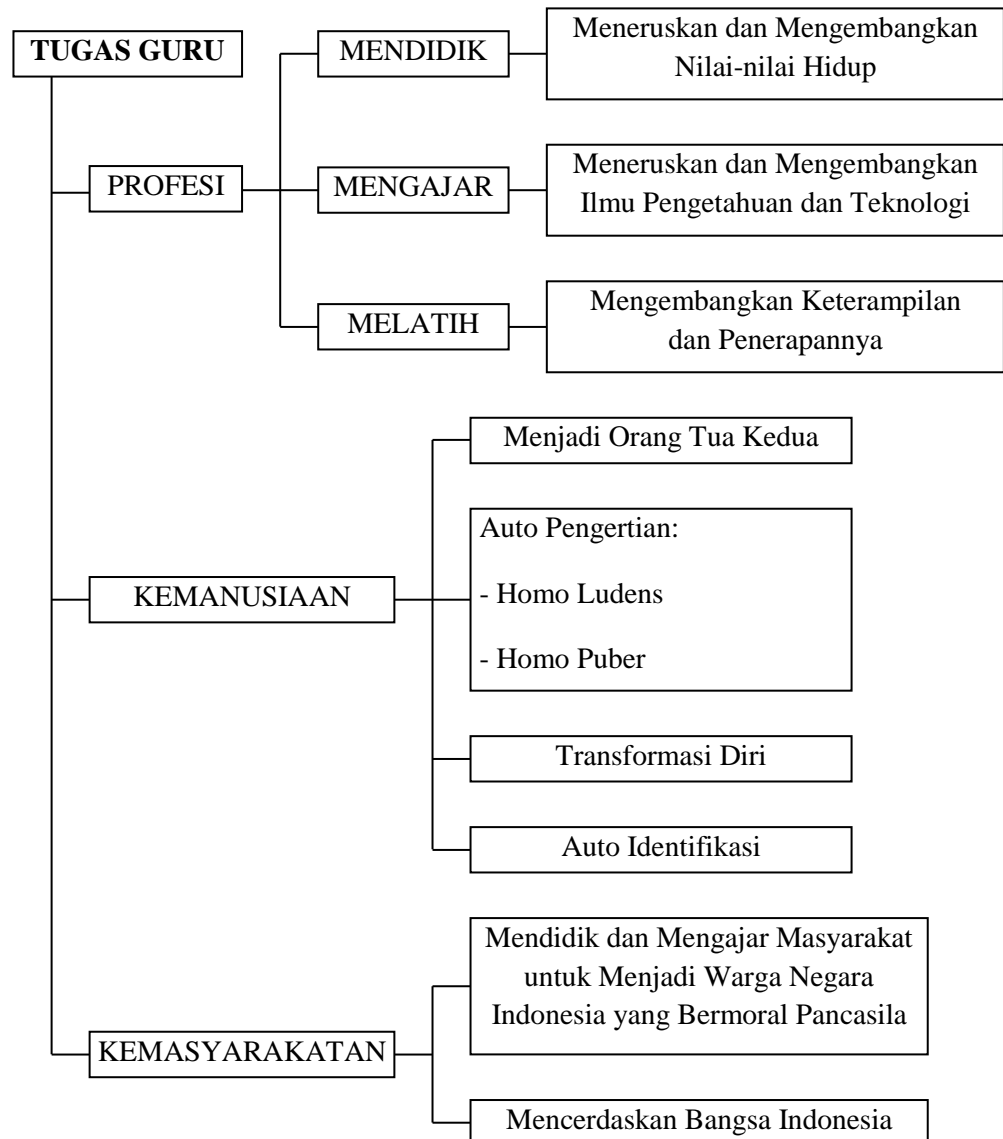 TUGAS GURU
PROFESI
MENDIDIK
Meneruskan dan Mengembangkan
Nilai-nilai Hidup
MENGAJAR
Meneruskan dan Mengembangkan
Ilmu Pengetahuan dan Teknologi
MELATIH
Mengembangkan Keterampilan
dan Penerapannya
KEMANUSIAAN
Menjadi Orang Tua Kedua
Auto Pengertian:
- Homo Ludens
- Homo Puber
Transformasi Diri
Auto Identifikasi
KEMASYARAKATAN
Mendidik dan Mengajar Masyarakat
untuk Menjadi Warga Negara
Indonesia yang Bermoral Pancasila
Mencerdaskan Bangsa Indonesia